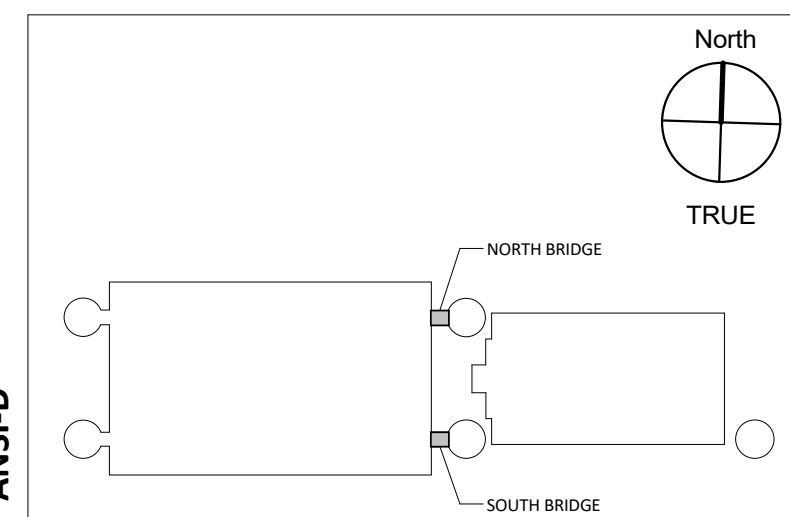 North
TRUE
NORTH BRIDGE
SOUTH BRIDGE
ANSI-D